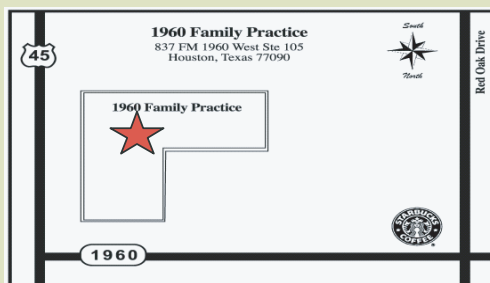 1960 Family Practice
837 FM 1960 West Ste 105
Houston, Texas 77090
South
North
Red Oak Drive
45
1960 Family Practice
STARBUCKS
COFFEE
1960